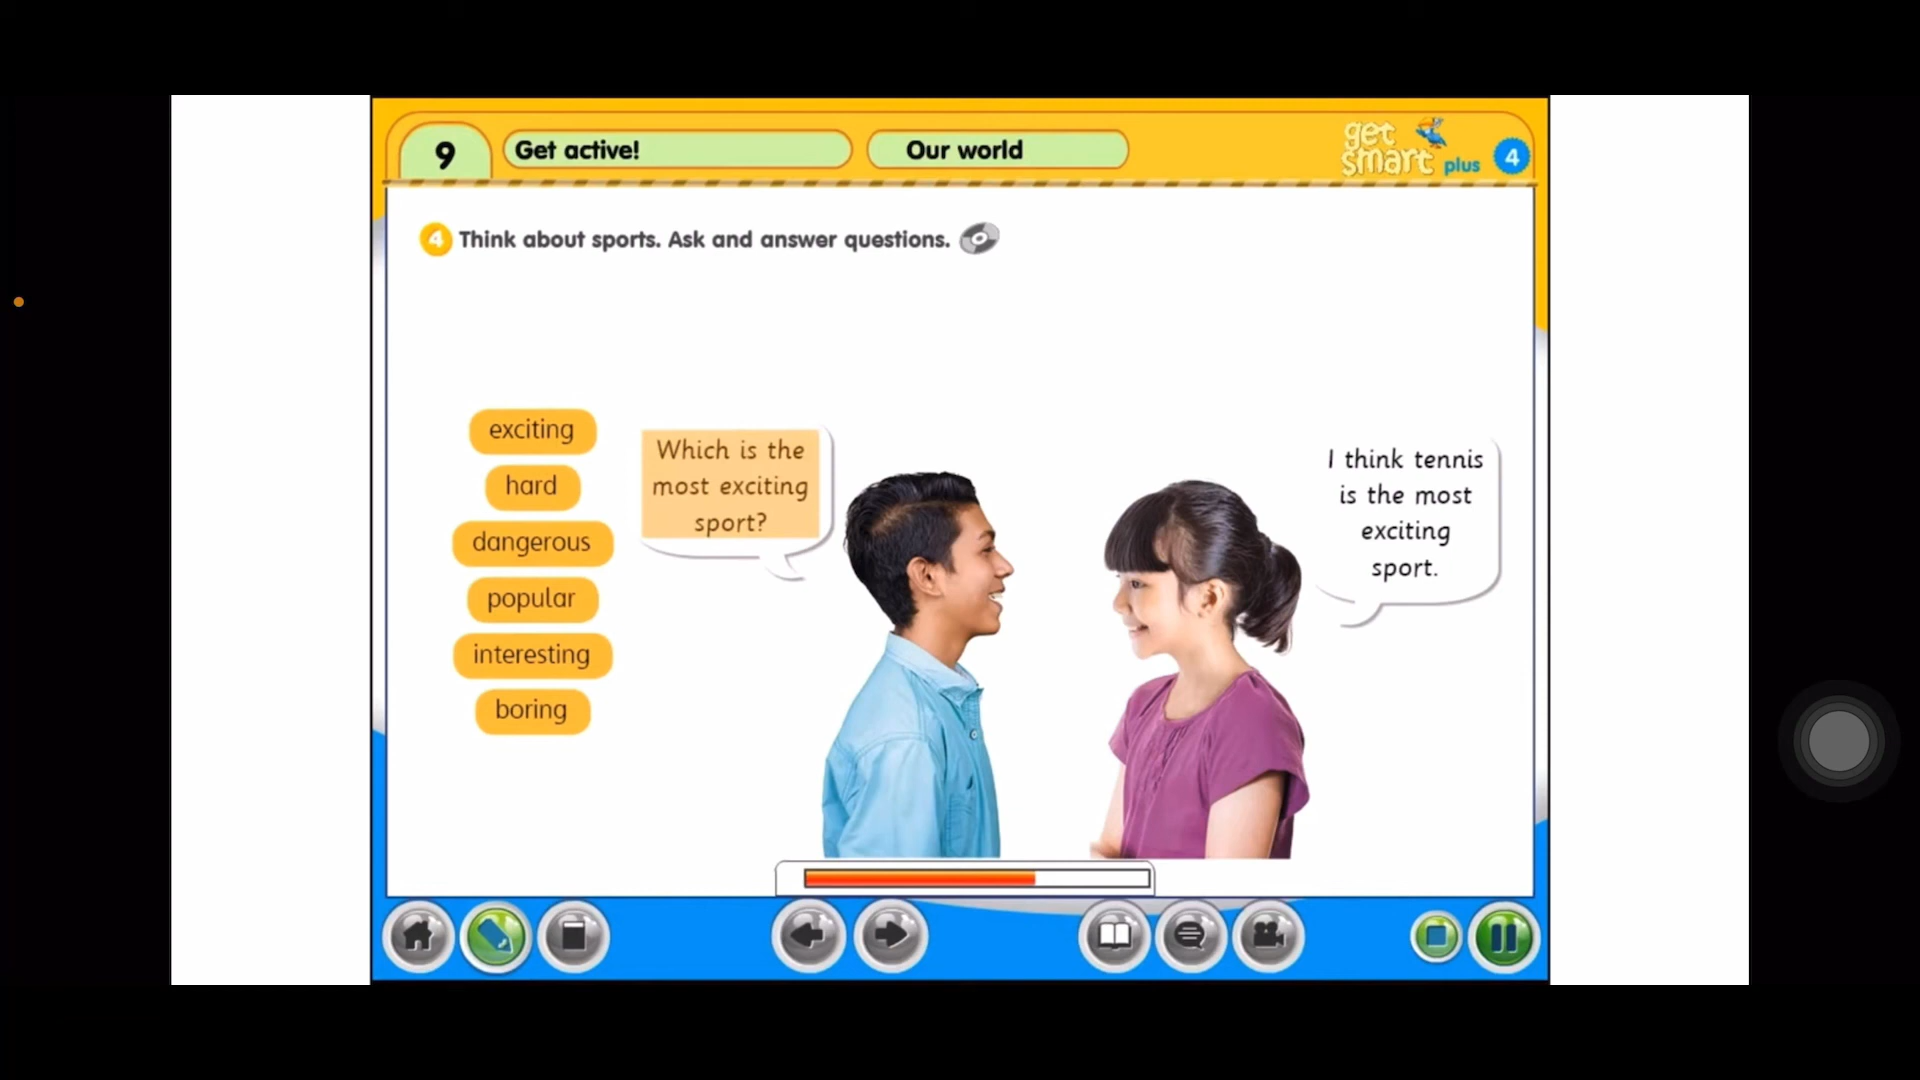 9
Get active!
Our world
get
smart plus 4
4 Think about sports. Ask and answer questions.
exciting
hard
dangerous
popular
interesting
boring
Which is the
most exciting
sport?
I think tennis
is the most
exciting
sport.